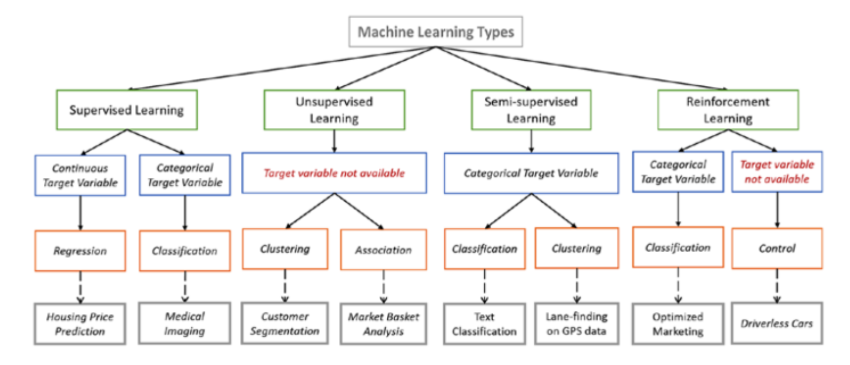 Machine Learning Types
Supervised Learning
Unsupervised
Learning
Semi-supervised
Learning
Reinforcement
Learning
Continuous
Target Variable
Categorical
Target Variable
Target variable not available
Categorical Target Variable
Categorical
Target Variable
Target variable
not available
Regression
Classification
Clustering
Association
Classification
Clustering
Classification
Control
Housing Price
Prediction
Medical
Imaging
Customer
Segmentation
Market Basket
Analysis
Text
Classification
Lane-finding
on GPS data
Optimized
Marketing
Driverless Cars